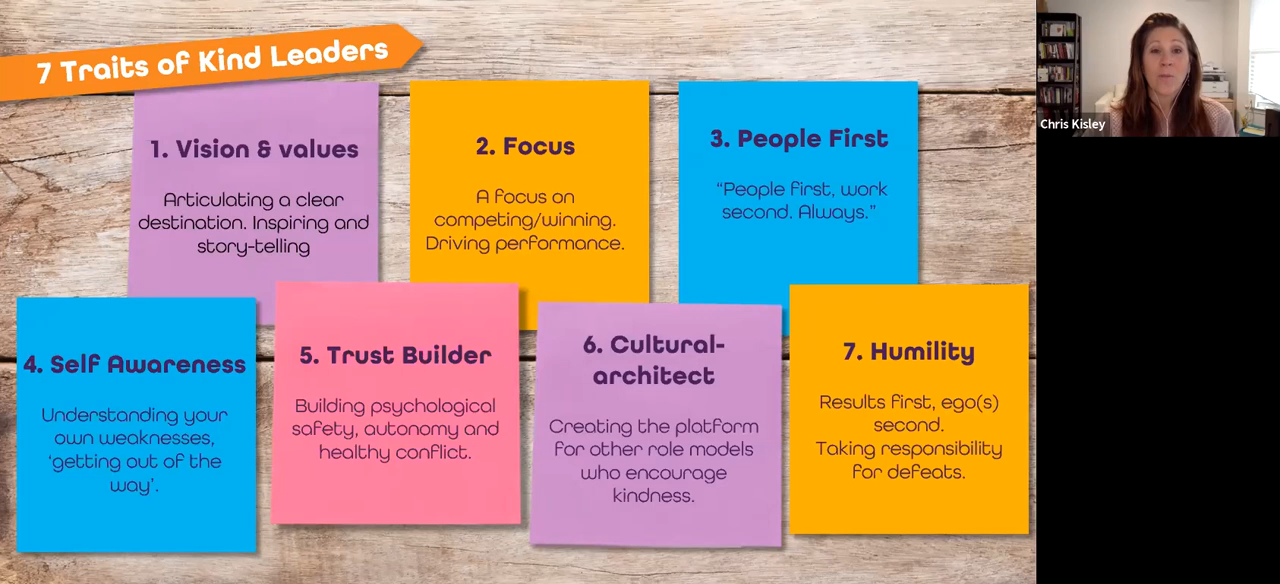 7 Traits of Kind Leaders
1. Vision & values
Articulating a clear
destination. Inspiring and
story-telling
2. Focus
A focus on
competing/winning.
Driving performance.
3. People First
“People first, work
second. Always.”
4. Self Awareness
Understanding your
own weaknesses,
‘getting out of the
way’.
5. Trust Builder
Building psychological
safety, autonomy and
healthy conflict.
6. Cultural-
architect
Creating the platform
for other role models
who encourage
kindness.
7. Humility
Results first, ego(s)
second.
Taking responsibility
for defeats.
Chris Kisley